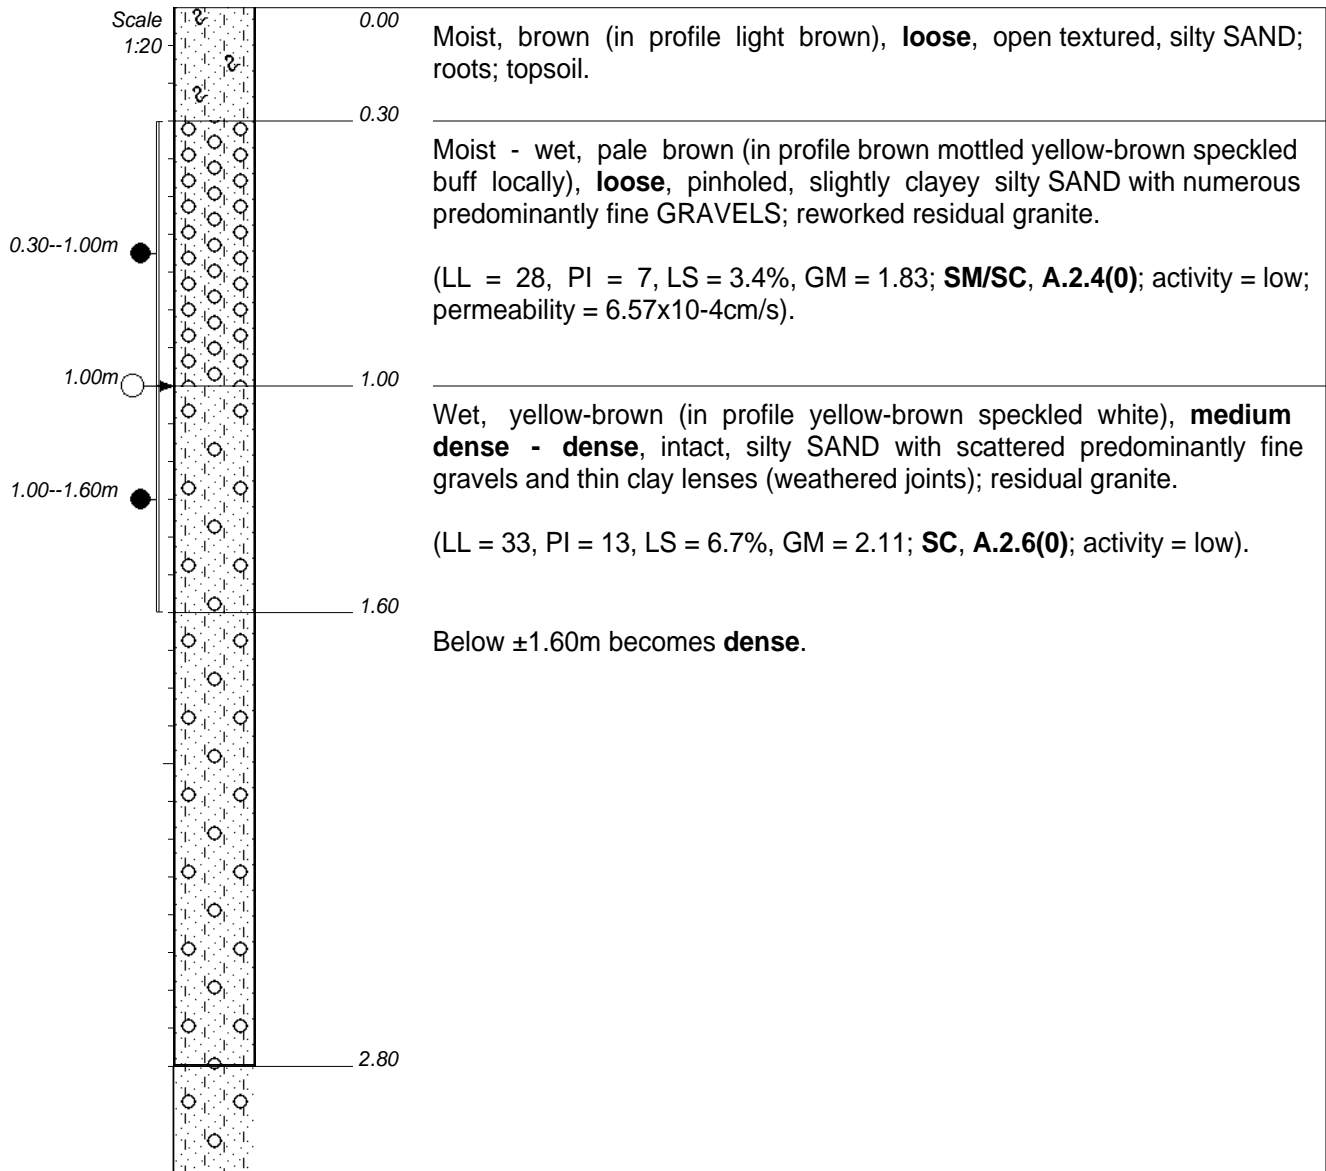 Scale
1:20
0.00
Moist, brown (in profile light brown), loose, open textured, silty SAND;
roots; topsoil.
0.30
Moist - wet, pale brown (in profile brown mottled yellow-brown speckled
buff locally), loose, pinholed, slightly clayey silty SAND with numerous
predominantly fine GRAVELS; reworked residual granite.
0.30--1.00m
(LL = 28, PI = 7, LS = 3.4%, GM = 1.83; SM/SC, A.2.4(0); activity = low;
permeability = 6.57x10-4cm/s).
1.00m
1.00
Wet, yellow-brown (in profile yellow-brown speckled white), medium
dense - dense, intact, silty SAND with scattered predominantly fine
gravels and thin clay lenses (weathered joints); residual granite.
1.00--1.60m
(LL = 33, PI = 13, LS = 6.7%, GM = 2.11; SC, A.2.6(0); activity = low).
1.60
Below ±1.60m becomes dense.
2.80